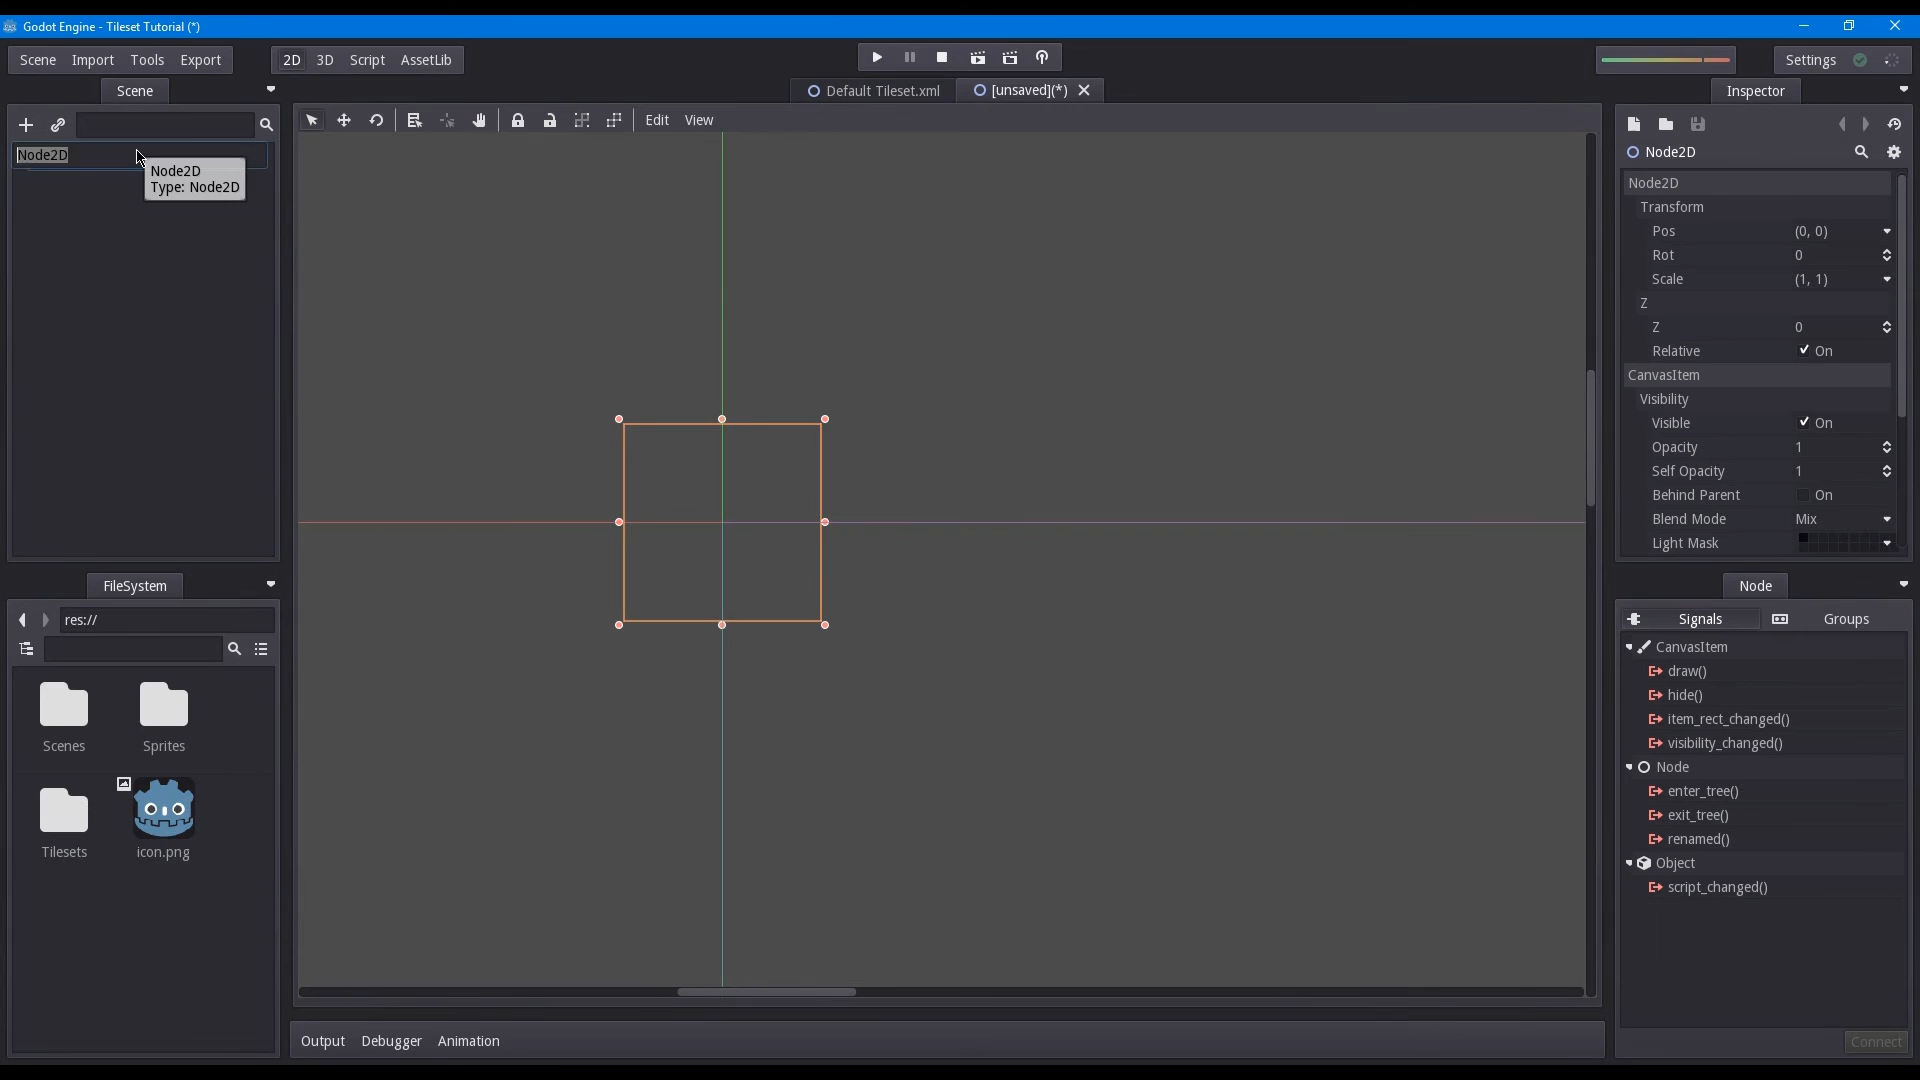 Godot Engine - Tileset Tutorial (*)
Scene Import Tools Export
2D 3D Script AssetLib
Settings
Scene
Default Tileset.xml
[unsaved](*)
Inspector
Edit View
Node2D
Node2D
Type: Node2D
Node2D
Node2D
Transform
Pos (0, 0)
Rot 0
Scale (1, 1)
Z
Z 0
Relative On
CanvasItem
Visibility
Visible On
Opacity 1
Self Opacity 1
Behind Parent On
Blend Mode Mix
Light Mask
FileSystem
res://
Scenes
Sprites
Tilesets
icon.png
Node
Signals Groups
CanvasItem
draw()
hide()
item_rect_changed()
visibility_changed()
Node
enter_tree()
exit_tree()
renamed()
Object
script_changed()
Connect
Output Debugger Animation